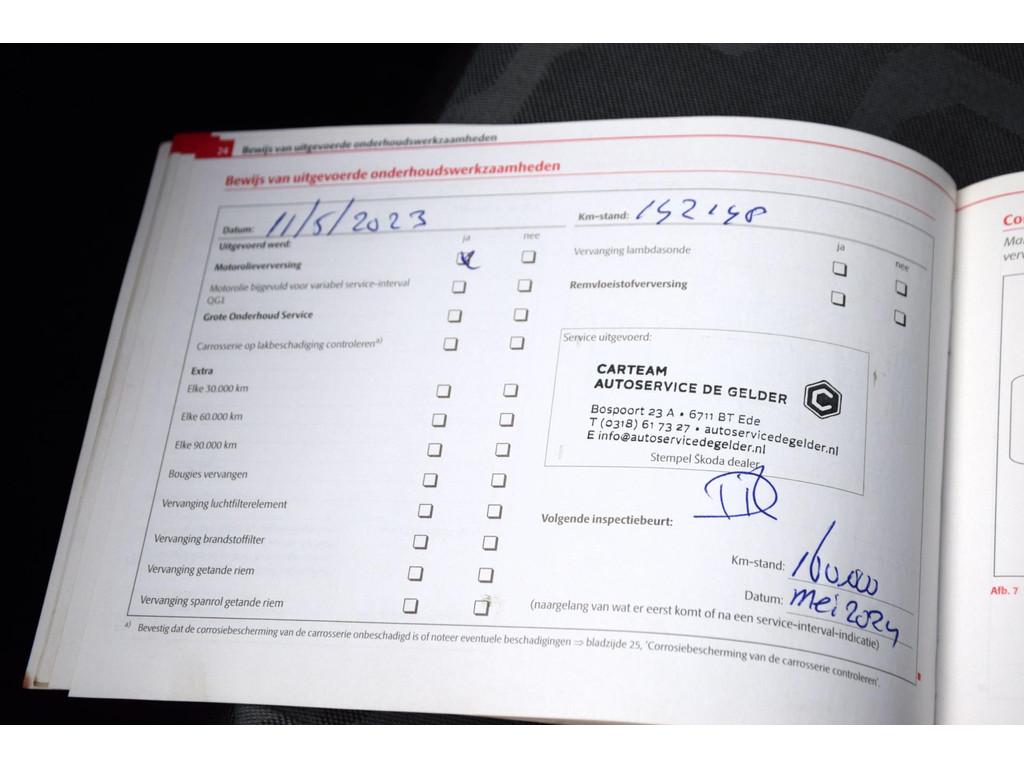 24 Bewijs van uitgevoerde onderhoudswerkzaamheden
Bewijs van uitgevoerde onderhoudswerkzaamheden
Datum: 11/5/2023
Uitgevoerd werd:
ja nee
Motorolieverversing
Motorolie bijgevuld voor variabel service-interval
QG1
Grote Onderhoud Service
Carrosserie op lakbeschadiging controleren a)
Extra
Elke 30.000 km
Elke 60.000 km
Elke 90.000 km
Bougies vervangen
Vervanging luchtfilterelement
Vervanging brandstoffilter
Vervanging getande riem
Vervanging spanrol getande riem
Km-stand: 152148
ja nee
Vervanging lambdasonde
Remvloeistofverversing
Service uitgevoerd:
CARTEAM
AUTOSERVICE DE GELDER
Bospoort 23 A • 6711 BT Ede
T (0318) 61 73 27 • autoservicedegelder.nl
E info@autoservicedegelder.nl
Stempel Škoda dealer
Volgende inspectiebeurt:
Km-stand: 160.000
Datum: mei 2024
(naargelang van wat er eerst komt of na een service-interval-indicatie)
a) Bevestig dat de corrosiebescherming van de carrosserie onbeschadigd is of noteer eventuele beschadigingen ⇒ bladzijde 25, 'Corrosiebescherming van de carrosserie controleren'.
Co
Afb. 7